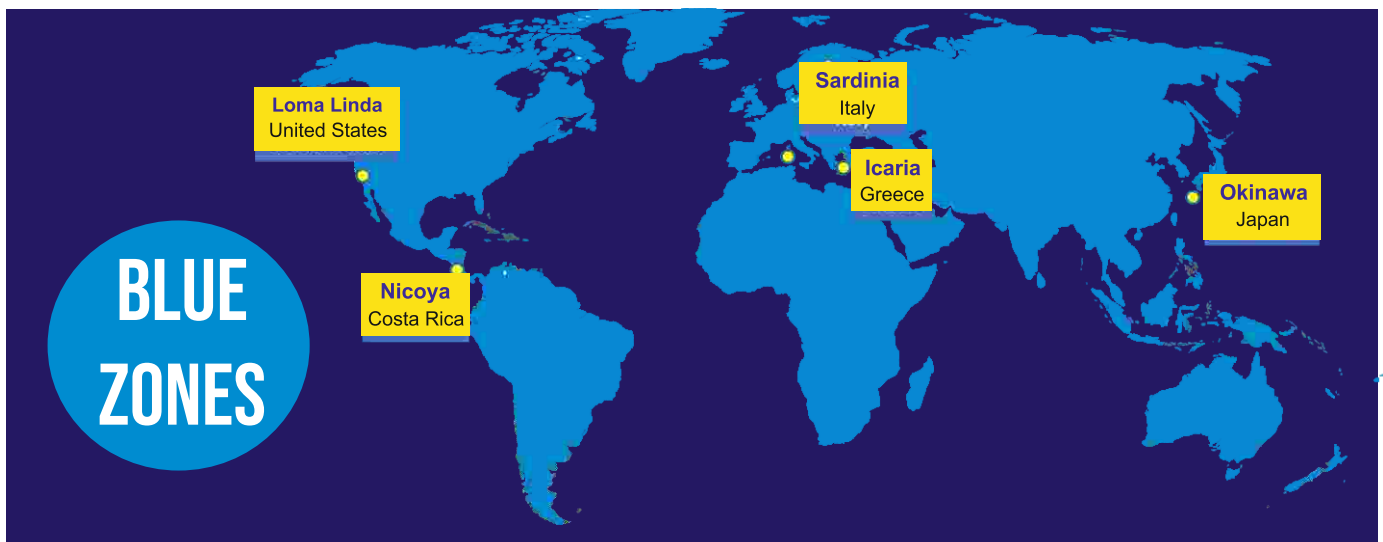 Loma Linda
United States
Sardinia
Italy
Icaria
Greece
Okinawa
Japan
Nicoya
Costa Rica
BLUE
ZONES